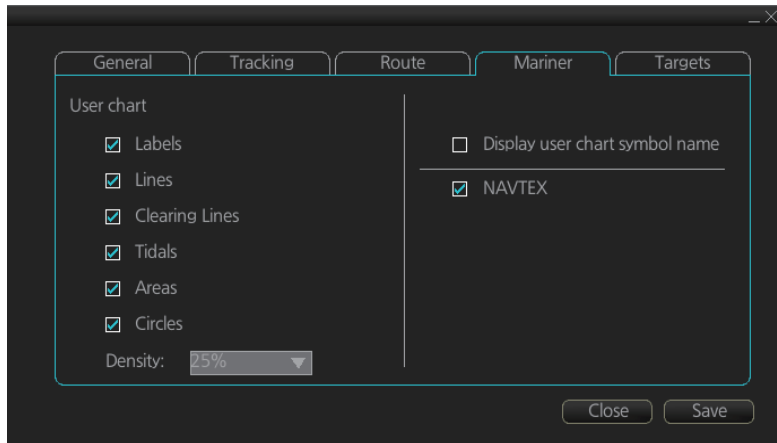 General Tracking Route Mariner Targets
User chart
Labels
Lines
Clearing Lines
Tidals
Areas
Circles
Density: 25%
Display user chart symbol name
NAVTEX
Close Save